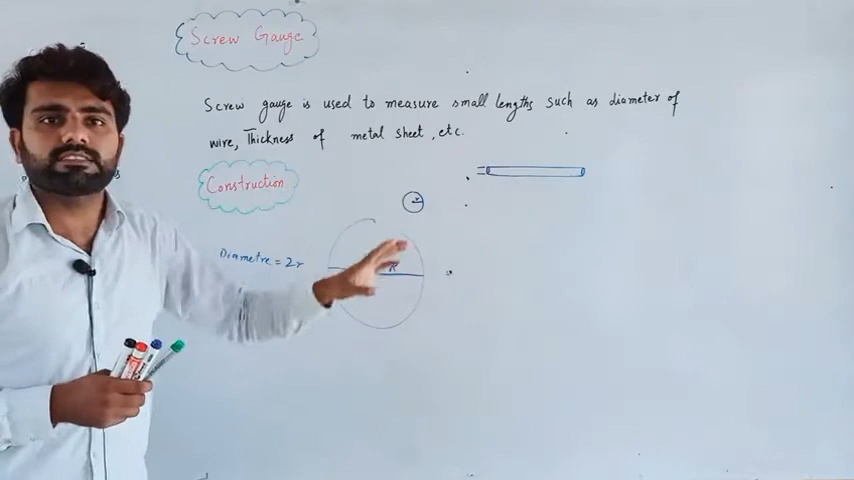 Screw Gauge
Screw gauge is used to measure small lengths such as diameter of
wire, Thickness of metal sheet, etc.
Construction
r
Diametre = 2r
R